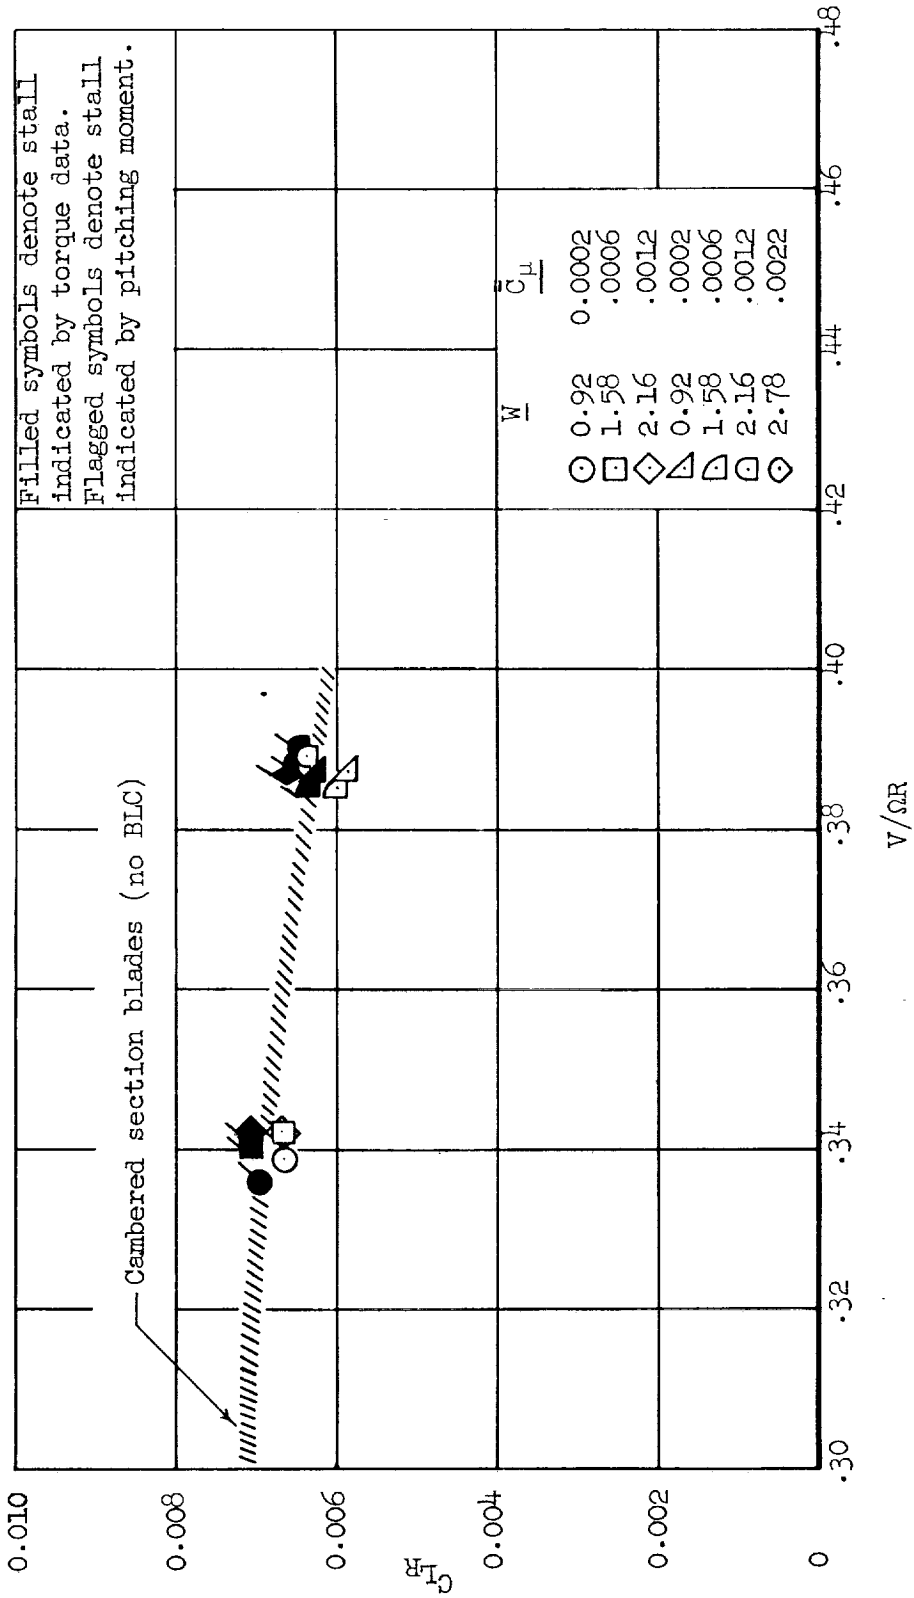 Filled symbols denote stall
indicated by torque data.
Flagged symbols denote stall
indicated by pitching moment.
Cambered section blades (no BLC)
W C̄μ
0.92 0.0002
1.58 .0006
2.16 .0012
0.92 .0002
1.58 .0006
2.16 .0012
2.78 .0022
0.010
0.008
0.006
0.004
0.002
0
CLR
.30 .32 .34 .36 .38 .40 .42 .44 .46 .48
V/ΩR